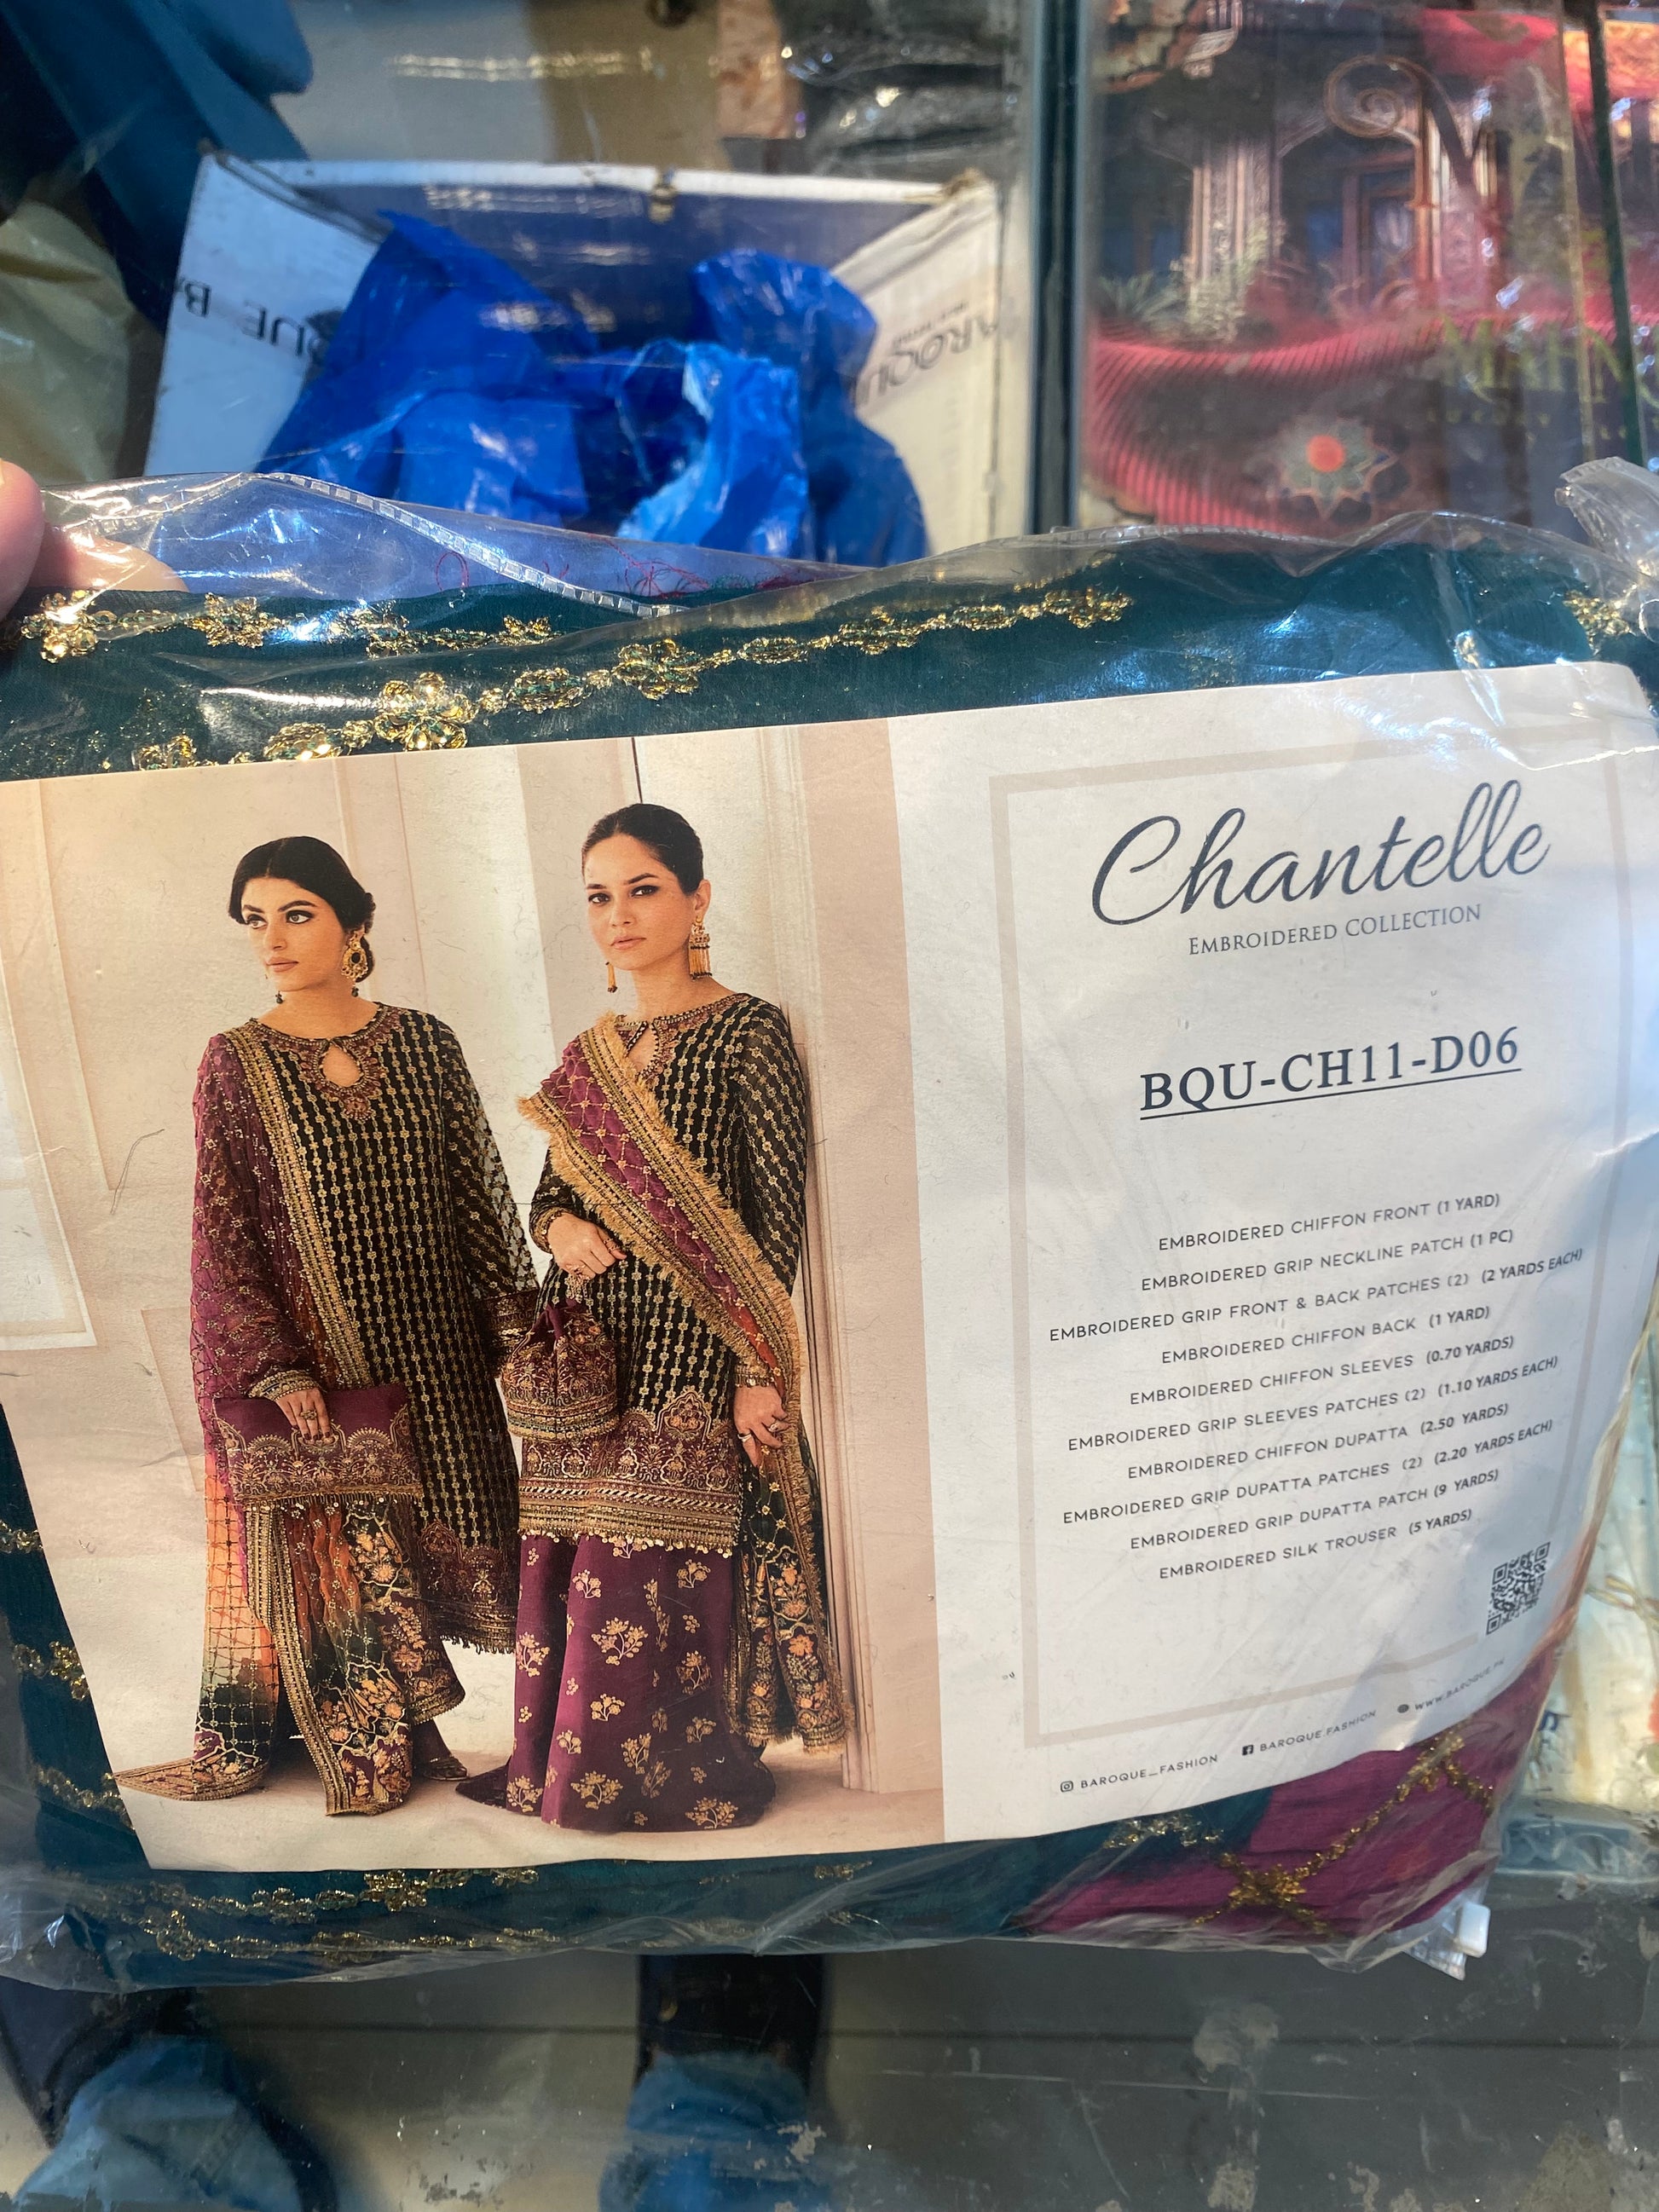 Chantelle
EMBROIDERED COLLECTION
BQU-CH11-D06
EMBROIDERED CHIFFON FRONT (1 YARD)
EMBROIDERED GRIP NECKLINE PATCH (1 PC)
EMBROIDERED GRIP FRONT & BACK PATCHES (2) (2 YARDS EACH)
EMBROIDERED CHIFFON BACK (1 YARD)
EMBROIDERED CHIFFON SLEEVES (0.70 YARDS)
EMBROIDERED GRIP SLEEVES PATCHES (2) (1.10 YARDS EACH)
EMBROIDERED CHIFFON DUPATTA (2.50 YARDS)
EMBROIDERED GRIP DUPATTA PATCHES (2) (2.20 YARDS EACH)
EMBROIDERED GRIP DUPATTA PATCH (9 YARDS)
EMBROIDERED SILK TROUSER (5 YARDS)
BAROQUE_FASHION BAROQUE.FASHION WWW.BAROQUE.PK